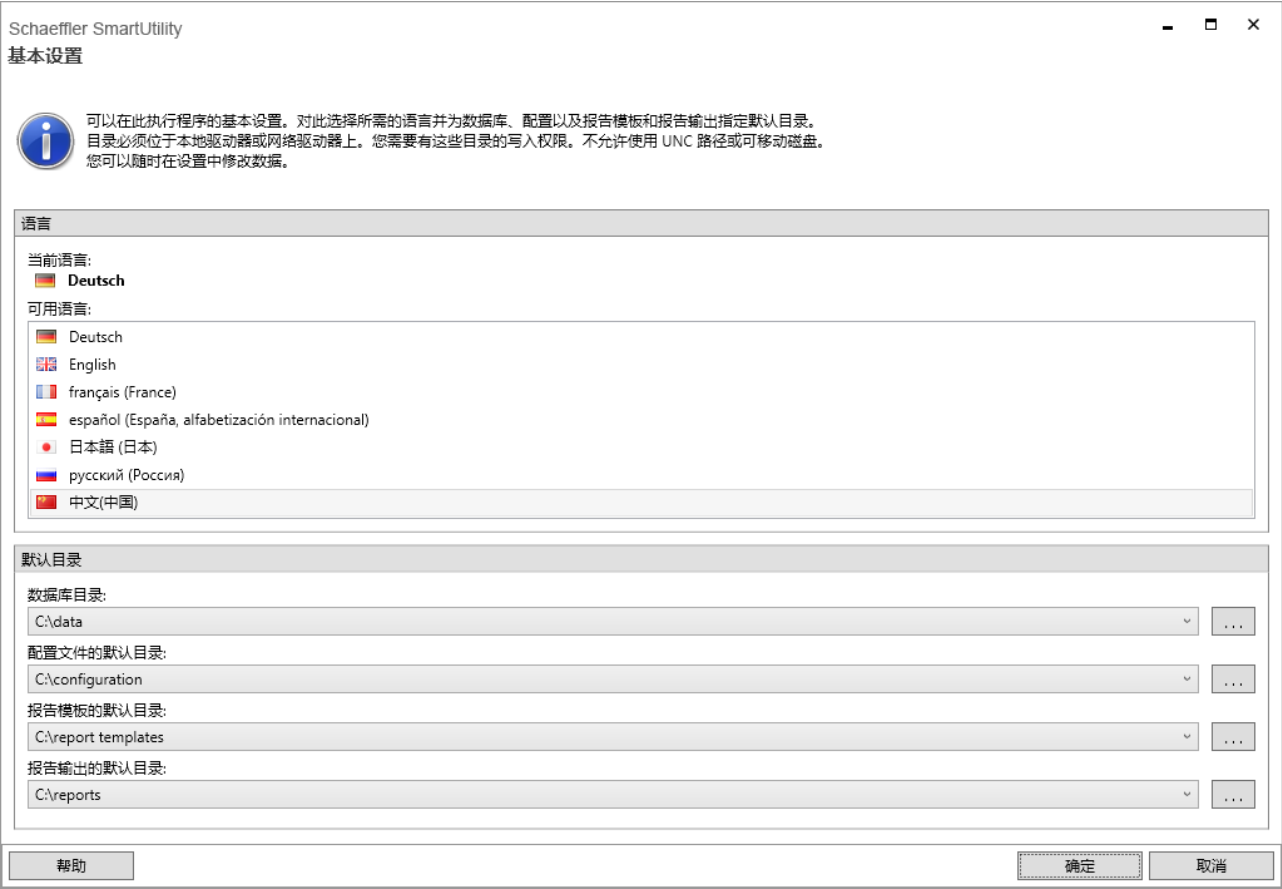 Schaeffler SmartUtility
基本设置
可以在此执行程序的基本设置。对此选择所需的语言并为数据库、配置以及报告模板和报告输出指定默认目录。
目录必须位于本地驱动器或网络驱动器上。您需要有这些目录的写入权限。不允许使用 UNC 路径或可移动磁盘。
您可以随时在设置中修改数据。
语言
当前语言:
Deutsch
可用语言:
Deutsch
English
français (France)
español (España, alfabetización internacional)
日本語 (日本)
русский (Россия)
中文(中国)
默认目录
数据库目录:
C:\data
...
配置文件的默认目录:
C:\configuration
...
报告模板的默认目录:
C:\report templates
...
报告输出的默认目录:
C:\reports
...
帮助
确定
取消